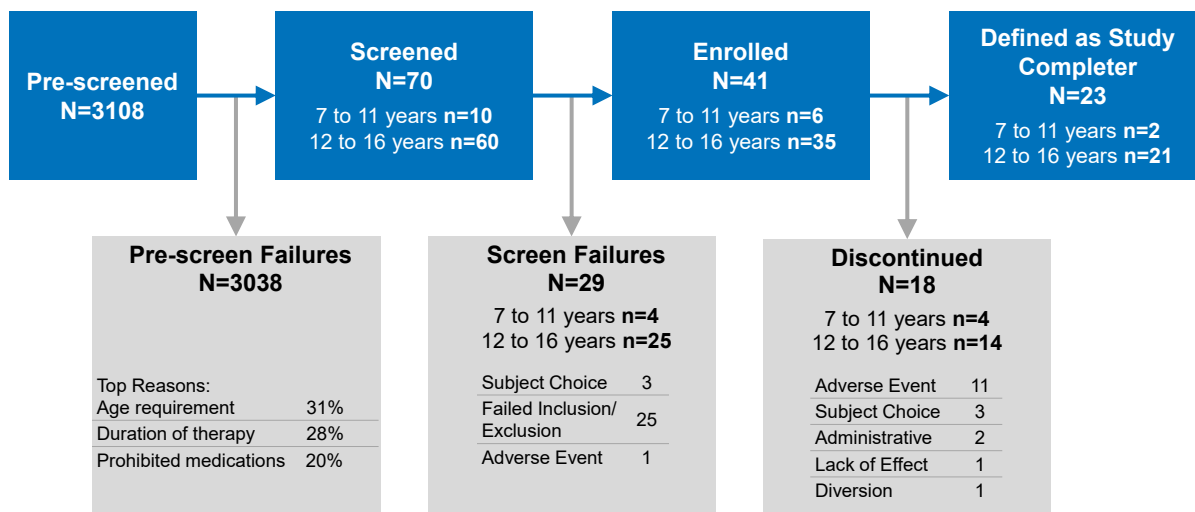 Pre-screened
N=3108
Screened
N=70
7 to 11 years n=10
12 to 16 years n=60
Enrolled
N=41
7 to 11 years n=6
12 to 16 years n=35
Defined as Study
Completer
N=23
7 to 11 years n=2
12 to 16 years n=21
Pre-screen Failures
N=3038
Top Reasons:
Age requirement 31%
Duration of therapy 28%
Prohibited medications 20%
Screen Failures
N=29
7 to 11 years n=4
12 to 16 years n=25
Subject Choice 3
Failed Inclusion/
Exclusion 25
Adverse Event 1
Discontinued
N=18
7 to 11 years n=4
12 to 16 years n=14
Adverse Event 11
Subject Choice 3
Administrative 2
Lack of Effect 1
Diversion 1